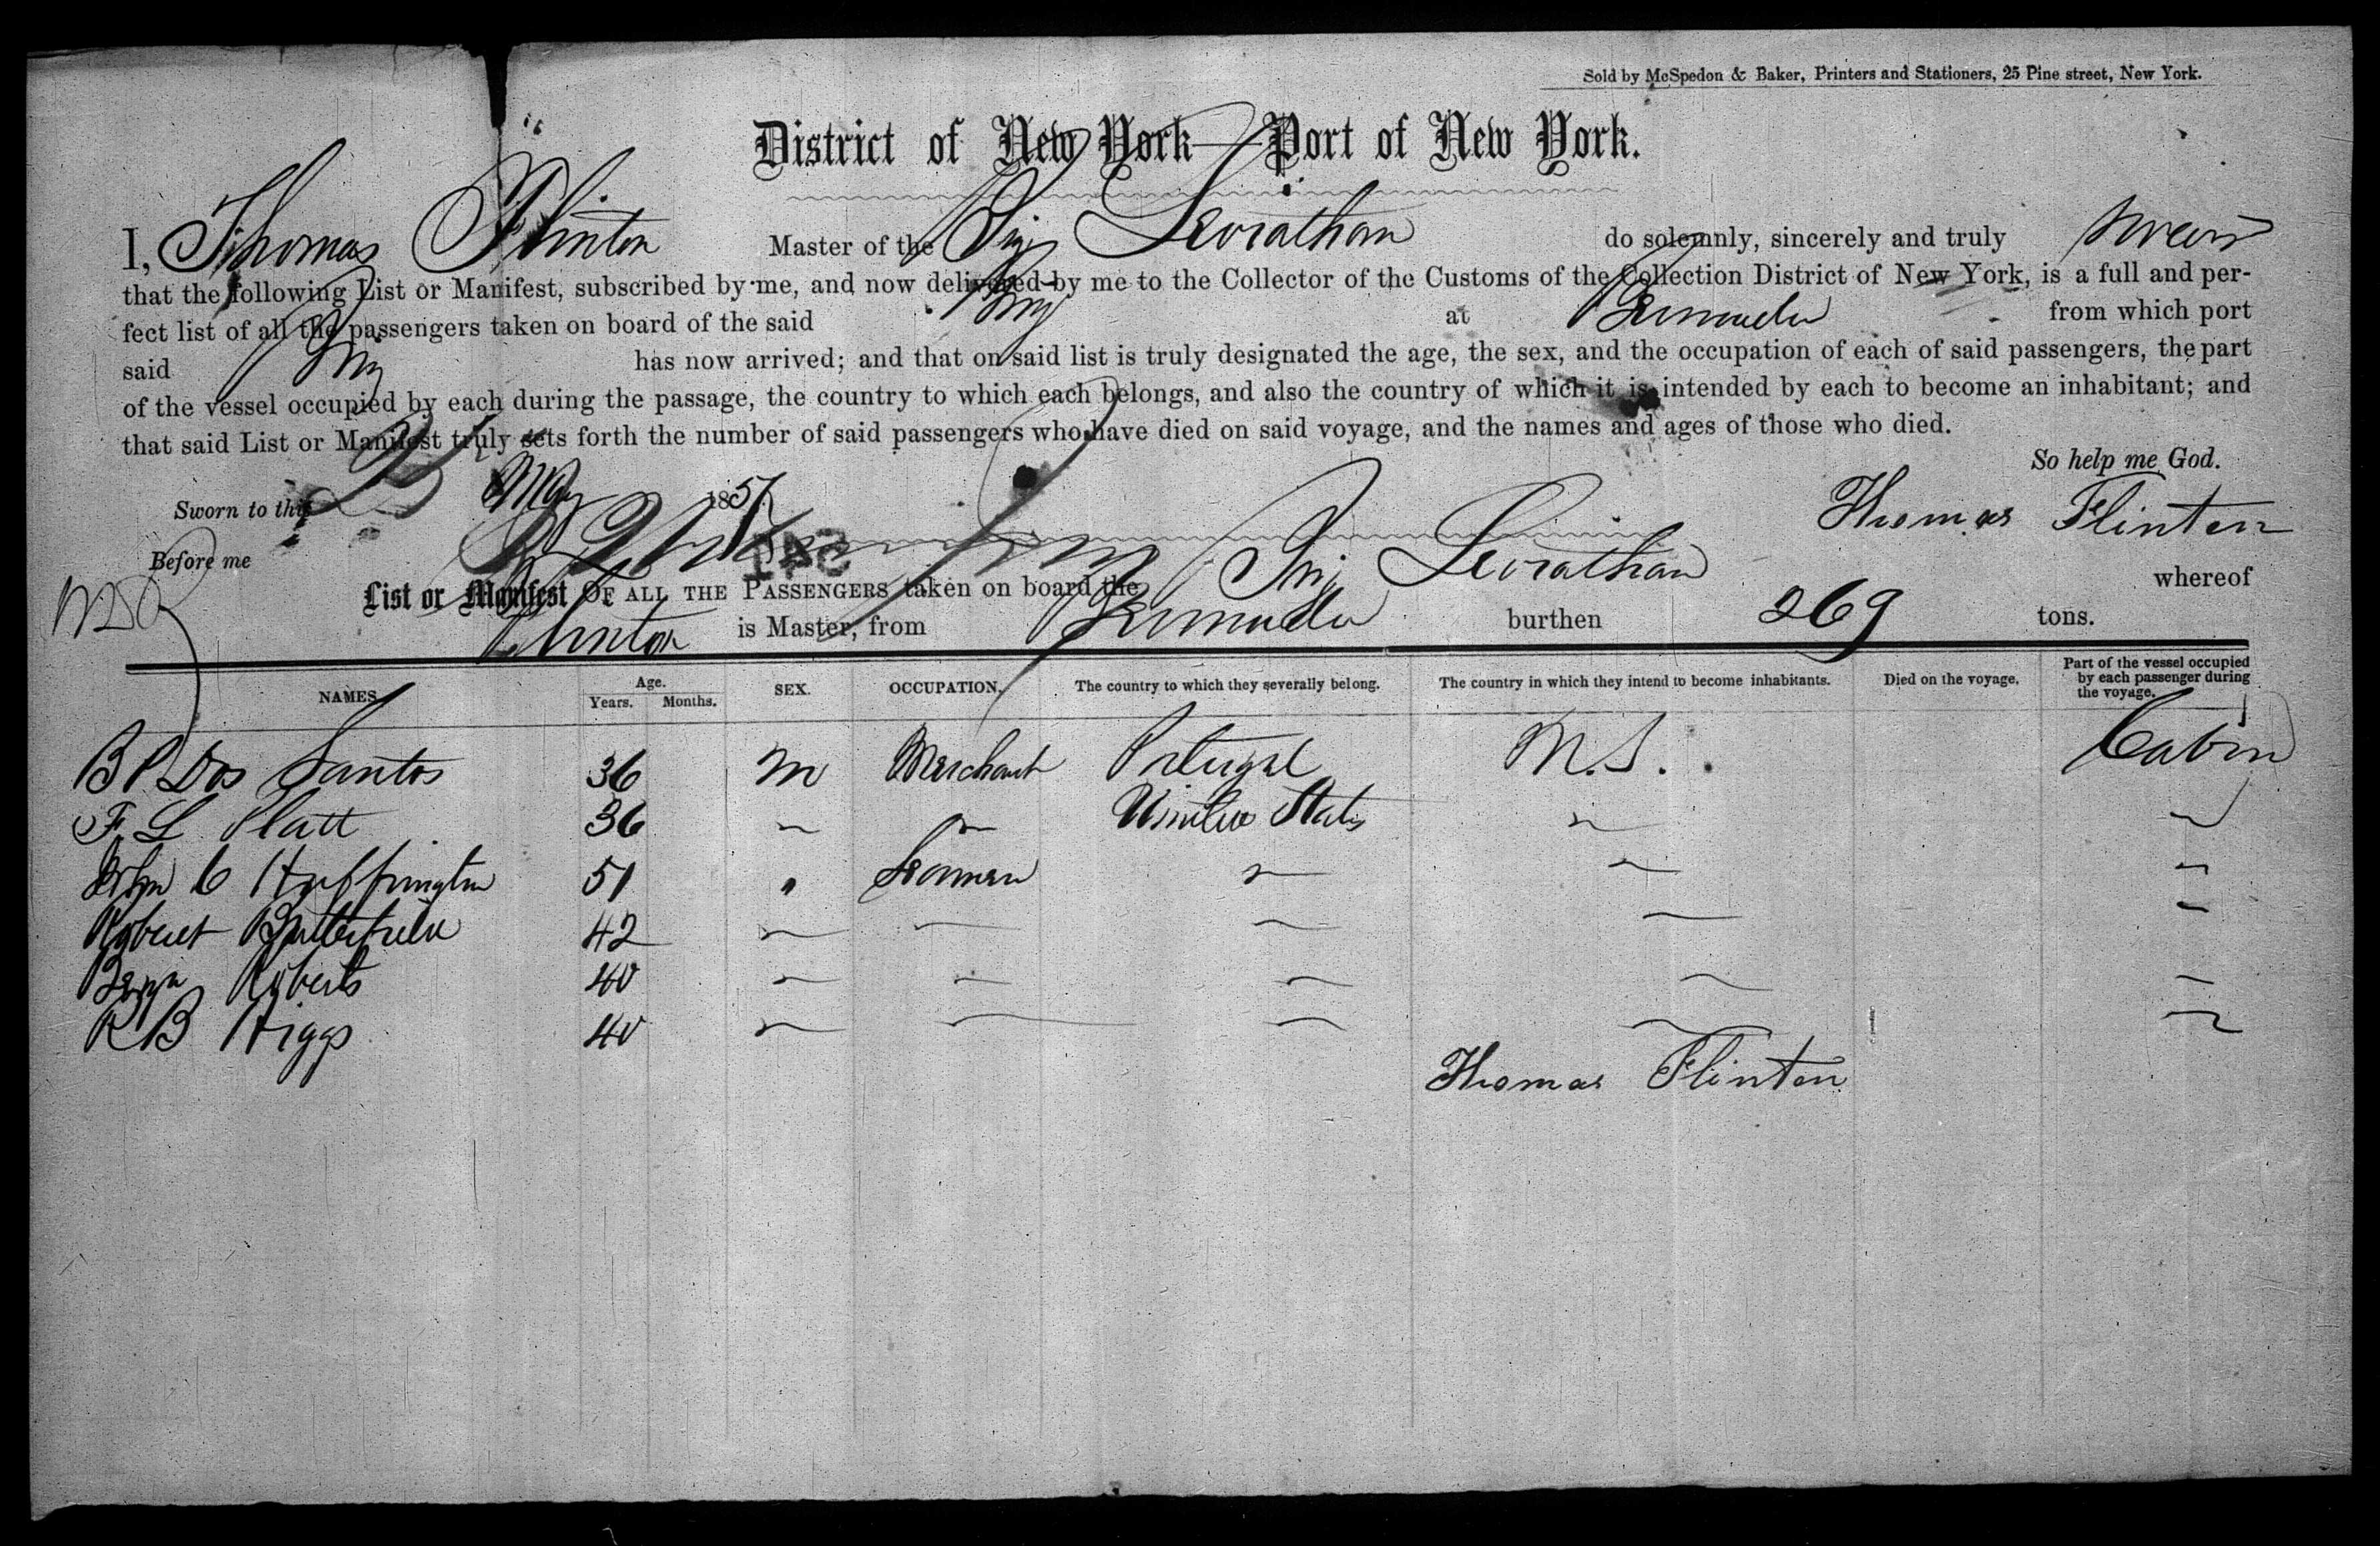 Sold by McSpedon & Baker, Printers and Stationers, 25 Pine street, New York.
District of New York—Port of New York.
I, Thomas Flinton Master of the Brig Leviathan do solemnly, sincerely and truly swear
that the following List or Manifest, subscribed by me, and now delivered by me to the Collector of the Customs of the Collection District of New York, is a full and per-
fect list of all the passengers taken on board of the said Brig at Bermuda from which port
said Brig has now arrived; and that on said list is truly designated the age, the sex, and the occupation of each of said passengers, the part
of the vessel occupied by each during the passage, the country to which each belongs, and also the country of which it is intended by each to become an inhabitant; and
that said List or Manifest truly sets forth the number of said passengers who have died on said voyage, and the names and ages of those who died.
So help me God.
Sworn to this 25 May 1857
Thomas Flinton
Before me
541
List or Manifest OF ALL THE PASSENGERS taken on board the Brig Leviathan whereof
Flinton is Master, from Bermuda burthen 269 tons.
NAMES. Age. Years. Months. SEX. OCCUPATION. The country to which they severally belong. The country in which they intend to become inhabitants. Died on the voyage. Part of the vessel occupied by each passenger during the voyage.
B P Dos Santos 36 M Merchant Portugal U.S. Cabin
F. L. Platt 36 " " United States " "
John C Huffington 51 " Seaman " " "
Robert Butterfield 42 " " " " "
Benjn Roberts 40 " " " " "
R B Higgs 40 " " " " "
Thomas Flinton